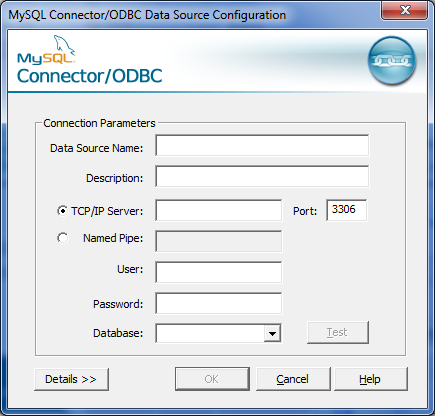 MySQL Connector/ODBC Data Source Configuration
MySQL
Connector/ODBC
Connection Parameters
Data Source Name:
Description:
TCP/IP Server: Port: 3306
Named Pipe:
User:
Password:
Database: Test
Details >> OK Cancel Help